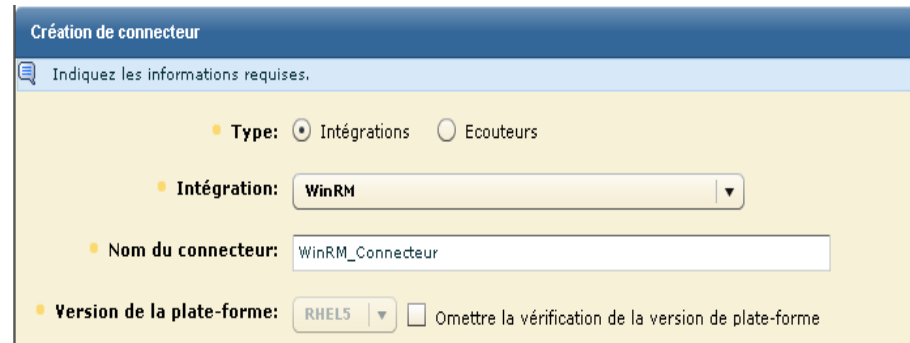 Création de connecteur
Indiquez les informations requises.
Type: Intégrations Ecouteurs
Intégration: WinRM
Nom du connecteur: WinRM_Connecteur
Version de la plate-forme: RHEL5 Omettre la vérification de la version de plate-forme